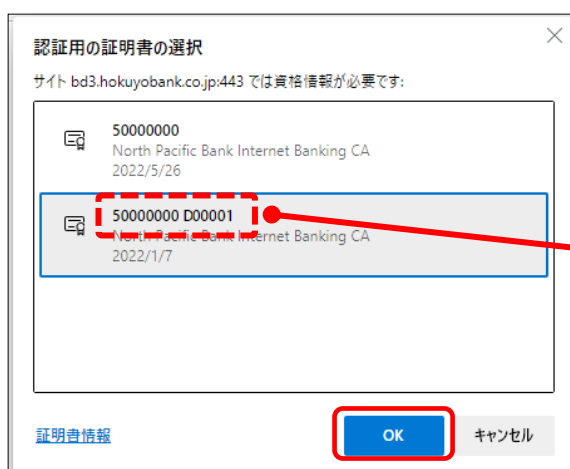 認証用の証明書の選択
サイト bd3.hokuyobank.co.jp:443 では資格情報が必要です:
50000000
North Pacific Bank Internet Banking CA
2022/5/26
50000000 D00001
North Pacific Bank Internet Banking CA
2022/1/7
証明書情報
OK
キャンセル